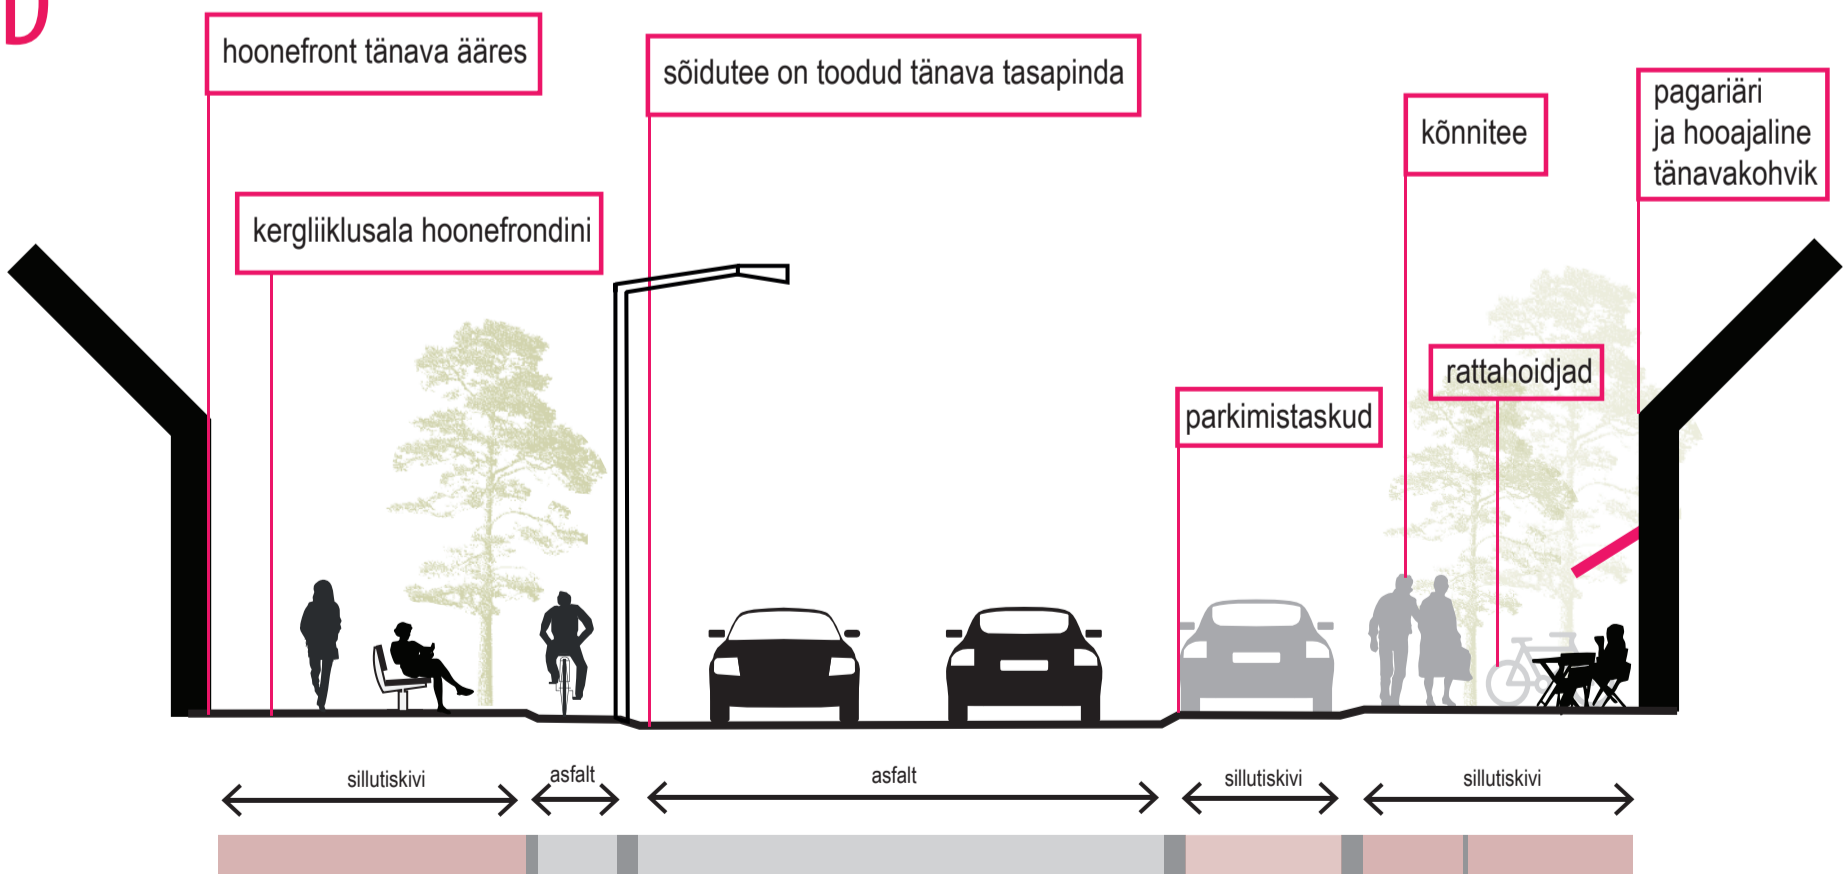 D
hoonefront tänava ääres
sõidutee on toodud tänava tasapinda
pagariäri
ja hooajaline
tänavakohvik
kõnnitee
kergliiklusala hoonefrondini
rattahoidjad
parkimistaskud
sillutiskivi
asfalt
asfalt
sillutiskivi
sillutiskivi